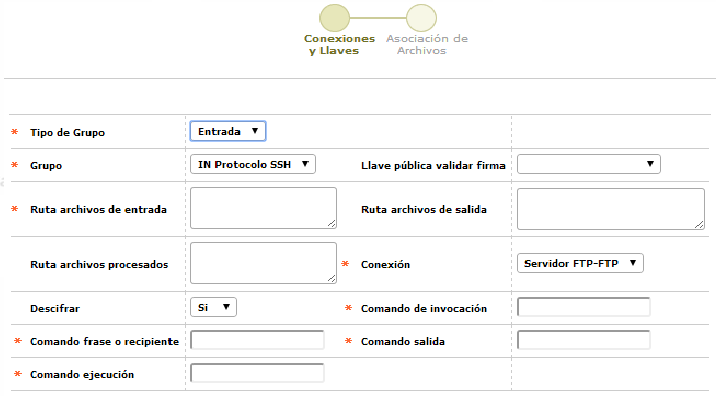 Conexiones
y Llaves
Asociación de
Archivos
* Tipo de Grupo Entrada
* Grupo IN Protocolo SSH Llave pública validar firma
* Ruta archivos de entrada Ruta archivos de salida
Ruta archivos procesados * Conexión Servidor FTP-FTP
Descifrar Si * Comando de invocación
* Comando frase o recipiente * Comando salida
* Comando ejecución